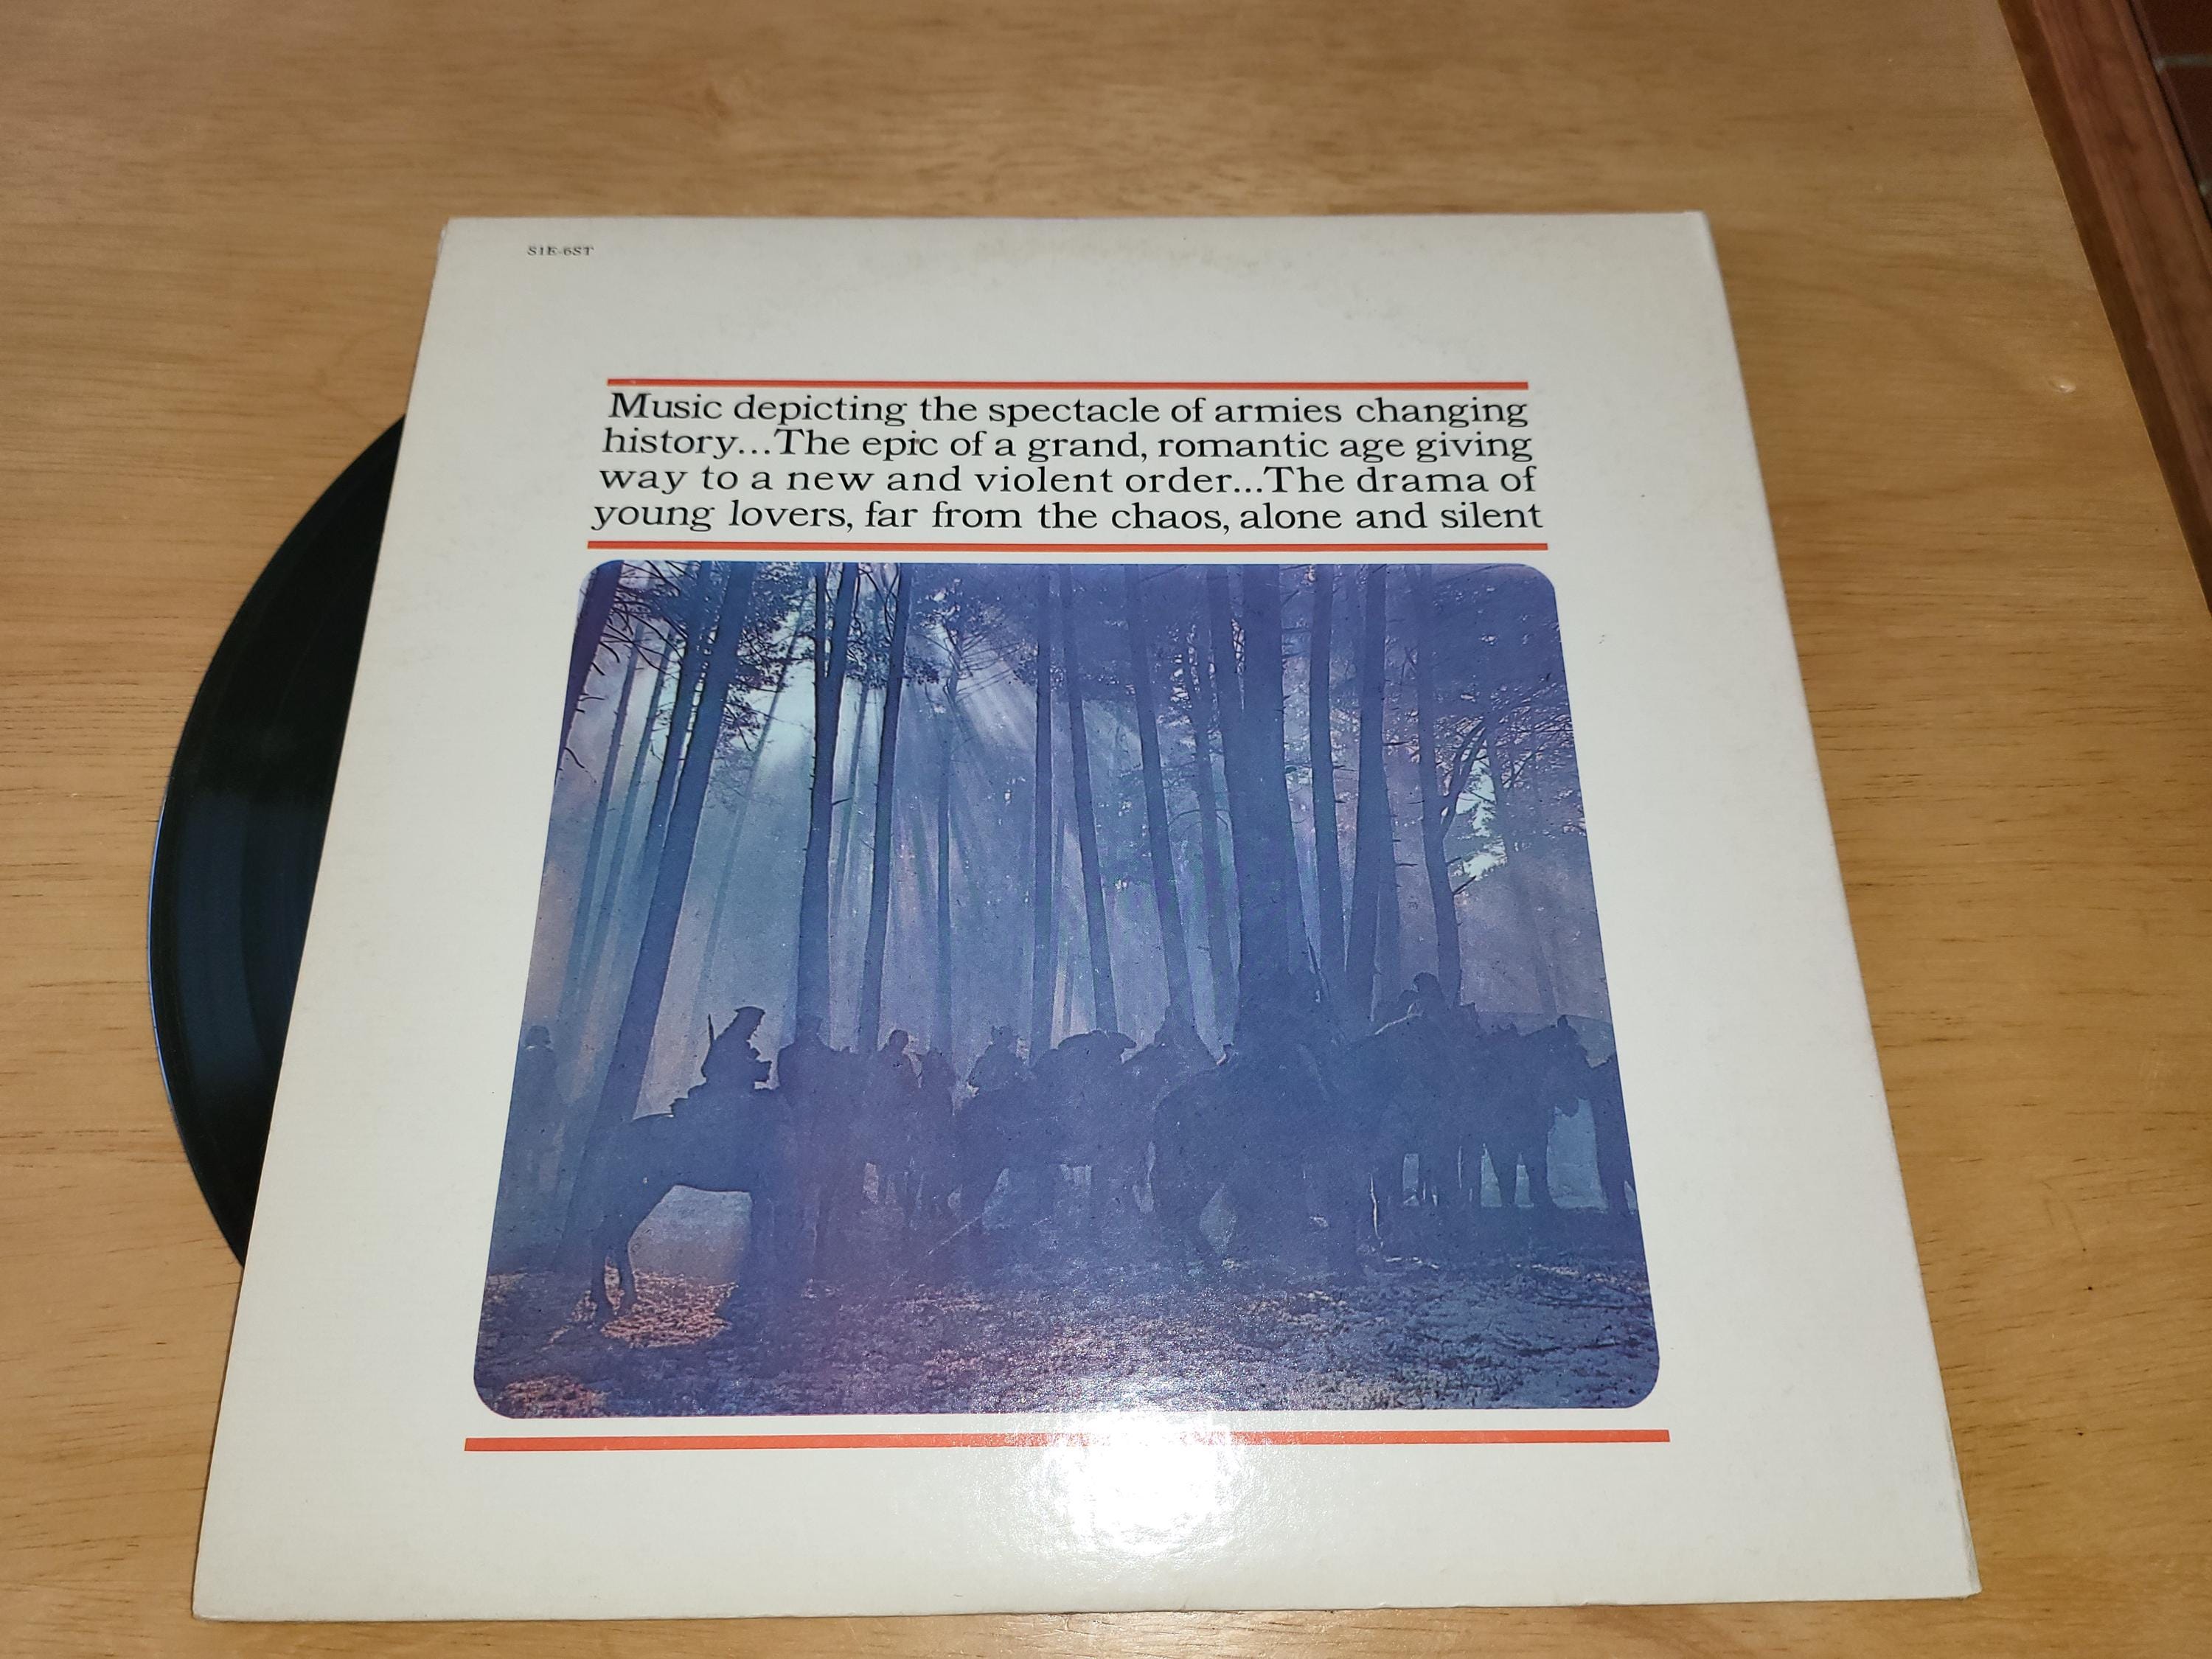 S1E-6ST
Music depicting the spectacle of armies changing
history...The epic of a grand, romantic age giving
way to a new and violent order...The drama of
young lovers, far from the chaos, alone and silent